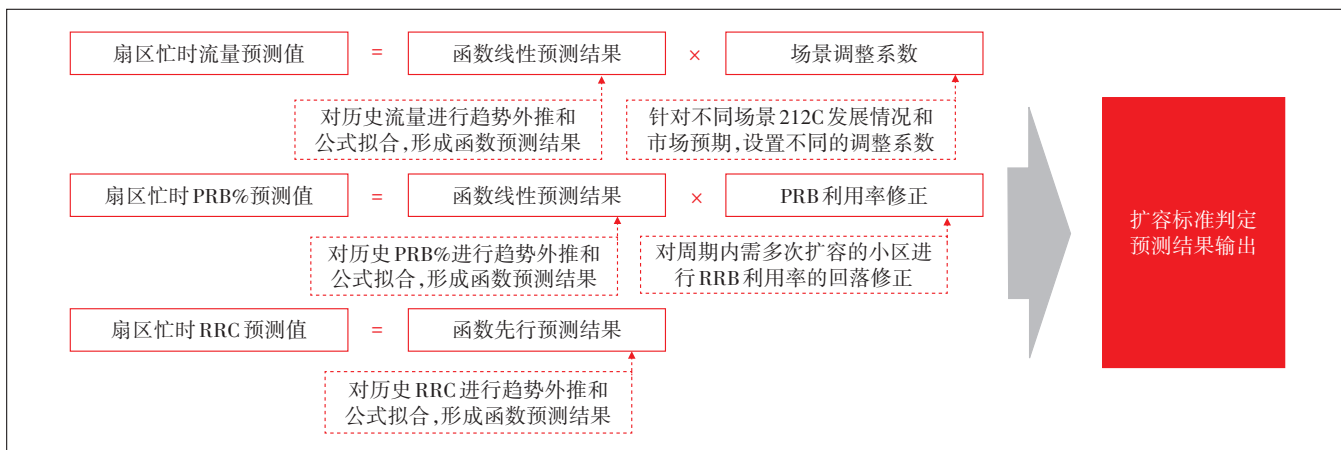 扇区忙时流量预测值 = 函数线性预测结果 × 场景调整系数
对历史流量进行趋势外推和
公式拟合,形成函数预测结果
针对不同场景212C发展情况和
市场预期,设置不同的调整系数
扇区忙时PRB%预测值 = 函数线性预测结果 × PRB利用率修正
对历史PRB%进行趋势外推和
公式拟合,形成函数预测结果
对周期内需多次扩容的小区进
行RRB利用率的回落修正
扇区忙时RRC预测值 = 函数先行预测结果
对历史RRC进行趋势外推和
公式拟合,形成函数预测结果
扩容标准判定
预测结果输出